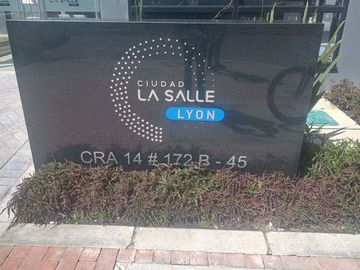 CIUDAD
LA SALLE
LYON
CRA 14 # 172 B - 45